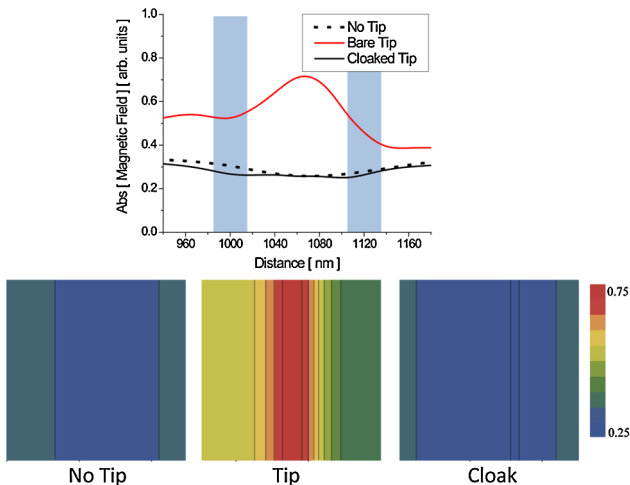 No Tip
Bare Tip
Cloaked Tip
Abs [ Magnetic Field ] [ arb. units ]
1.0
0.8
0.6
0.4
0.2
0.0
960 1000 1040 1080 1120 1160
Distance [ nm ]
0.75
0.25
No Tip Tip Cloak